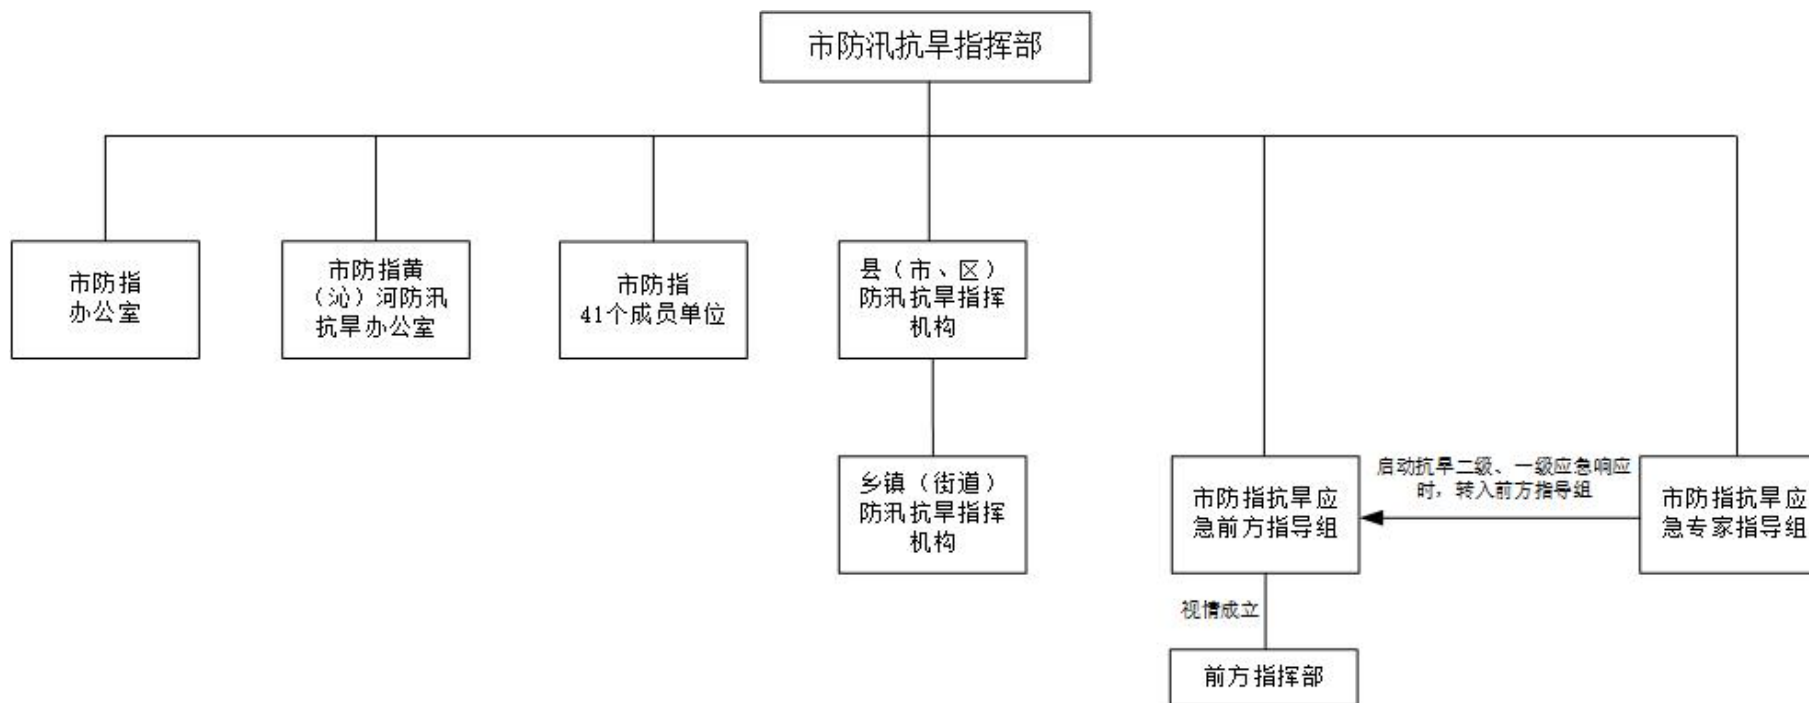 市防汛抗旱指挥部
市防指
办公室
市防指黄
（沁）河防汛
抗旱办公室
市防指
41个成员单位
县（市、区）
防汛抗旱指挥
机构
乡镇（街道）
防汛抗旱指挥
机构
市防指抗旱应
急前方指导组
启动抗旱二级、一级应急响应
时，转入前方指导组
市防指抗旱应
急专家指导组
视情成立
前方指挥部